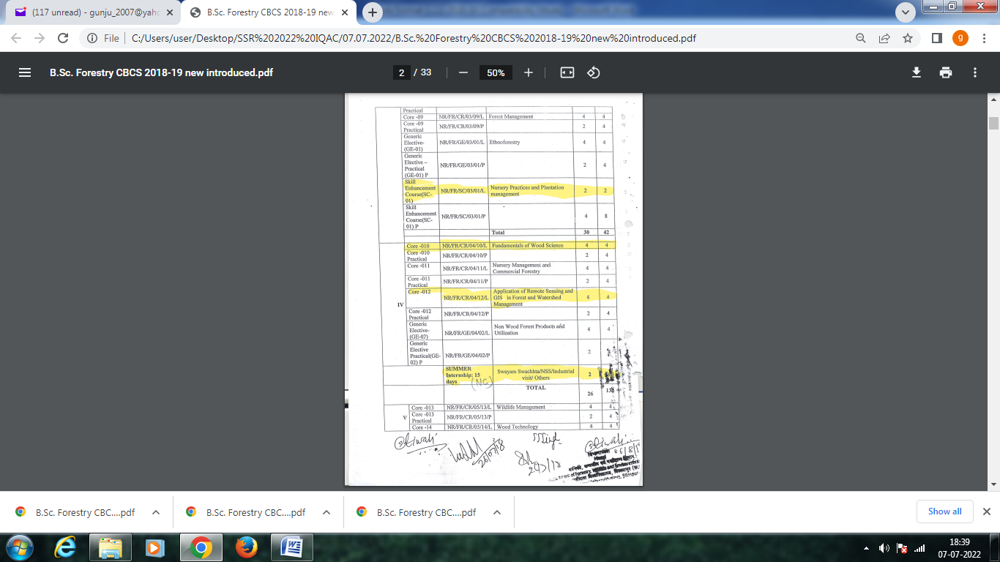 (117 unread) - gunju_2007@yaho
B.Sc. Forestry CBCS 2018-19 new
File C:/Users/user/Desktop/SSR%202022%20IQAC/07.07.2022/B.Sc.%20Forestry%20CBCS%202018-19%20new%20introduced.pdf
g
B.Sc. Forestry CBCS 2018-19 new introduced.pdf
2 / 33
50%
Practical
Core -09 NR/FR/CR/03/09/L Forest Management 4 4
Core -09 Practical NR/FR/CR/03/09/P 2 4
Generic Elective- (GE-01) NR/FR/GE/03/01/L Ethnoforestry 4 4
Generic Elective – Practical (GE-01) P NR/FR/GE/03/01/P 2 4
Skill Enhancement Course(SC-01) NR/FR/SC/03/01/L Nursery Practices and Plantation management 2 2
Skill Enhancement Course(SC-01) P NR/FR/SC/03/01/P 4 8
Total 30 42
IV
Core -010 NR/FR/CR/04/10/L Fundamentals of Wood Science 4 4
Core -010 Practical NR/FR/CR/04/10/P 2 4
Core -011 NR/FR/CR/04/11/L Nursery Management and Commercial Forestry 4 4
Core -011 Practical NR/FR/CR/04/11/P 2 4
Core -012 NR/FR/CR/04/12/L Application of Remote Sensing and GIS in Forest and Watershed Management 4 4
Core -012 Practical NR/FR/CR/04/12/P 2 4
Generic Elective- (GE-02) NR/FR/GE/04/02/L Non Wood Forest Products and Utilization 4 4
Generic Elective Practical(GE-02) P NR/FR/GE/04/02/P 2
SUMMER Internship: 15 days (NC) Swayam Swachhta/NSS/Industrial visit/ Others 2
TOTAL 26
V
Core -013 NR/FR/CR/05/13/L Wildlife Management 4 4
Core -013 Practical NR/FR/CR/05/13/P 2 4
Core -14 NR/FR/CR/05/14/L Wood Technology 4 4
B.Sc. Forestry CBC....pdf
B.Sc. Forestry CBC....pdf
B.Sc. Forestry CBC....pdf
Show all
18:39
07-07-2022